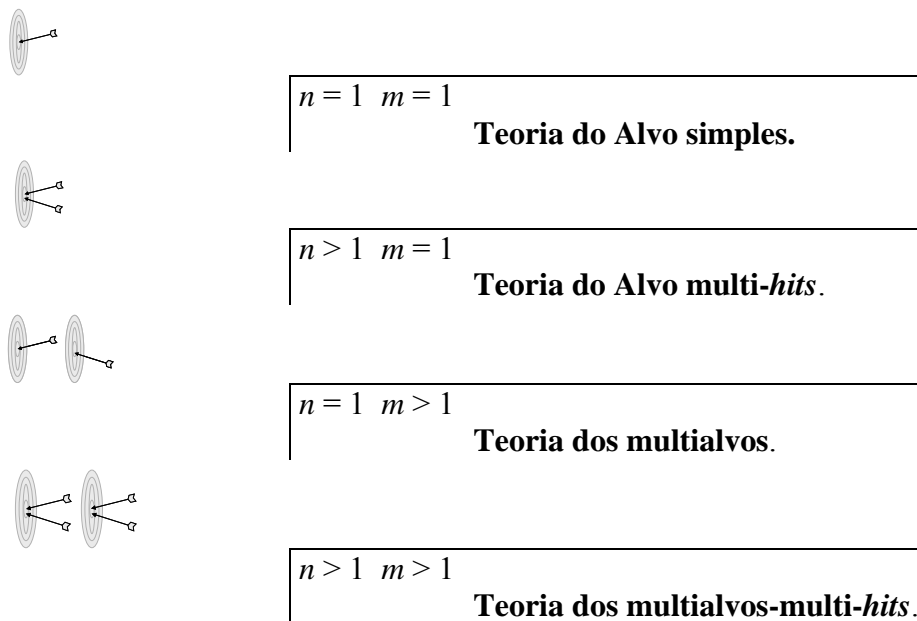 n = 1 m = 1
Teoria do Alvo simples.
n > 1 m = 1
Teoria do Alvo multi-hits.
n = 1 m > 1
Teoria dos multialvos.
n > 1 m > 1
Teoria dos multialvos-multi-hits.